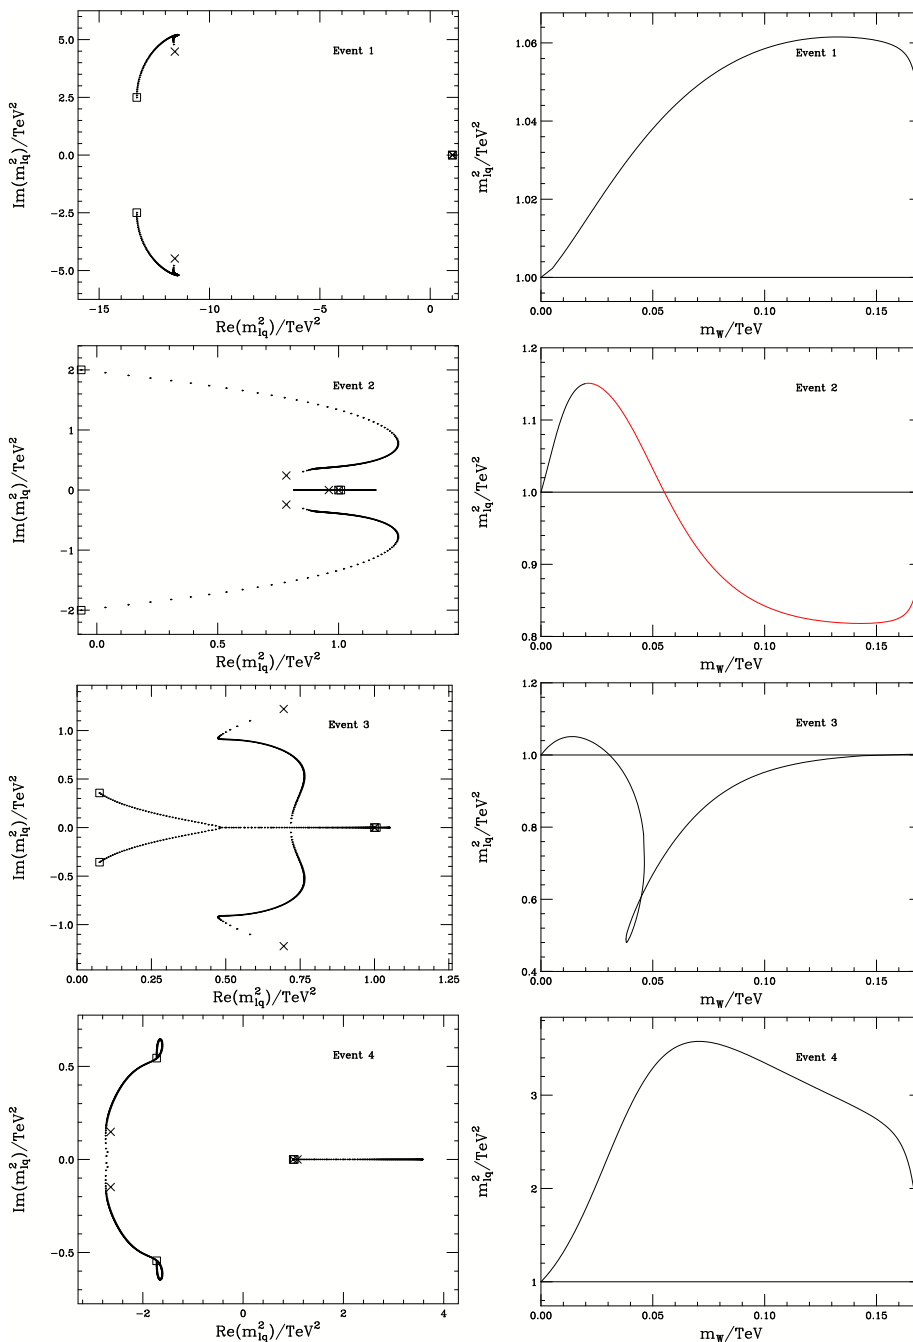 Event 1
5.0
2.5
0.0
−2.5
−5.0
Im(m²lq)/TeV²
−15
−10
−5
0
Re(m²lq)/TeV²
Event 1
1.06
1.04
1.02
1.00
m²lq/TeV²
0.00
0.05
0.10
0.15
mW/TeV
Event 2
2
1
0
−1
−2
Im(m²lq)/TeV²
0.0
0.5
1.0
Re(m²lq)/TeV²
Event 2
1.2
1.1
1.0
0.9
0.8
m²lq/TeV²
0.00
0.05
0.10
0.15
mW/TeV
Event 3
1.0
0.5
0.0
−0.5
−1.0
Im(m²lq)/TeV²
0.00
0.25
0.50
0.75
1.00
1.25
Re(m²lq)/TeV²
Event 3
1.2
1.0
0.8
0.6
0.4
m²lq/TeV²
0.00
0.05
0.10
0.15
mW/TeV
Event 4
0.5
0.0
−0.5
Im(m²lq)/TeV²
−2
0
2
4
Re(m²lq)/TeV²
Event 4
3
2
1
m²lq/TeV²
0.00
0.05
0.10
0.15
mW/TeV